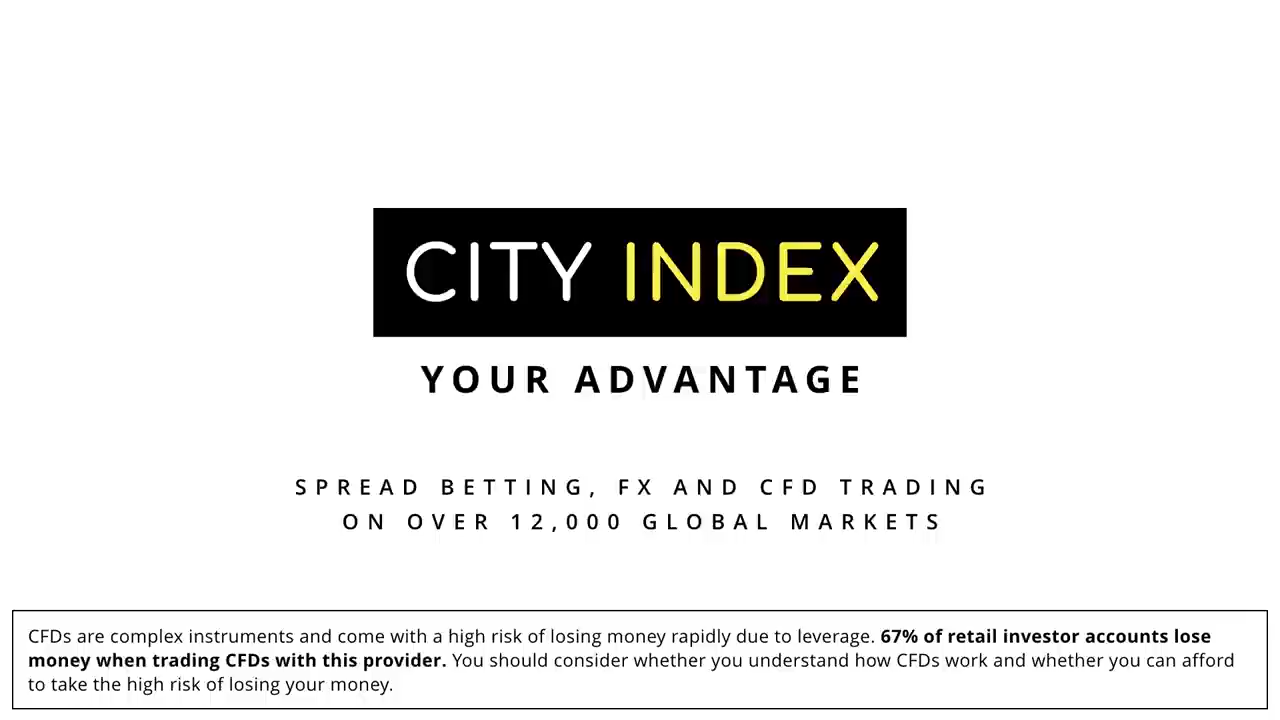 CITY INDEX
YOUR ADVANTAGE
SPREAD BETTING, FX AND CFD TRADING
ON OVER 12,000 GLOBAL MARKETS
CFDs are complex instruments and come with a high risk of losing money rapidly due to leverage. 67% of retail investor accounts lose
money when trading CFDs with this provider. You should consider whether you understand how CFDs work and whether you can afford
to take the high risk of losing your money.